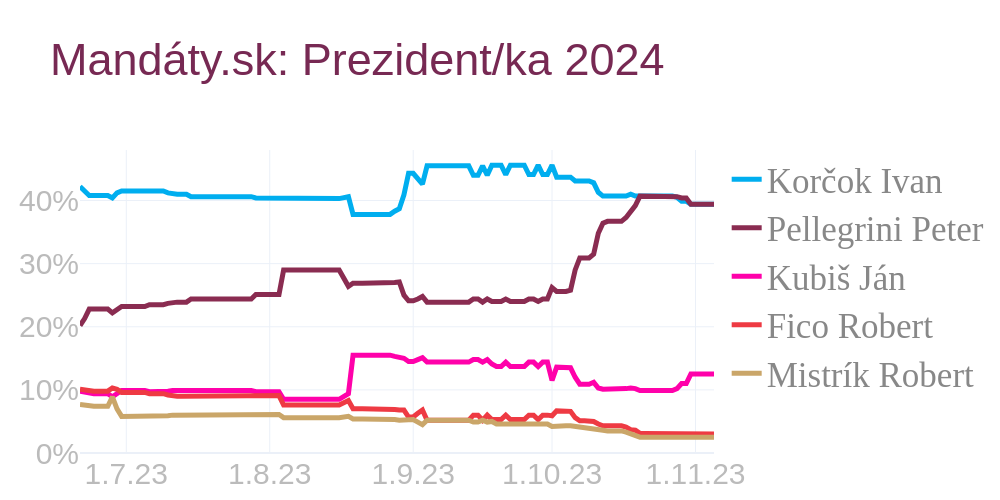 Mandáty.sk: Prezident/ka 2024
Korčok Ivan
Pellegrini Peter
Kubiš Ján
Fico Robert
Mistrík Robert
40%
30%
20%
10%
0%
1.7.23 1.8.23 1.9.23 1.10.23 1.11.23